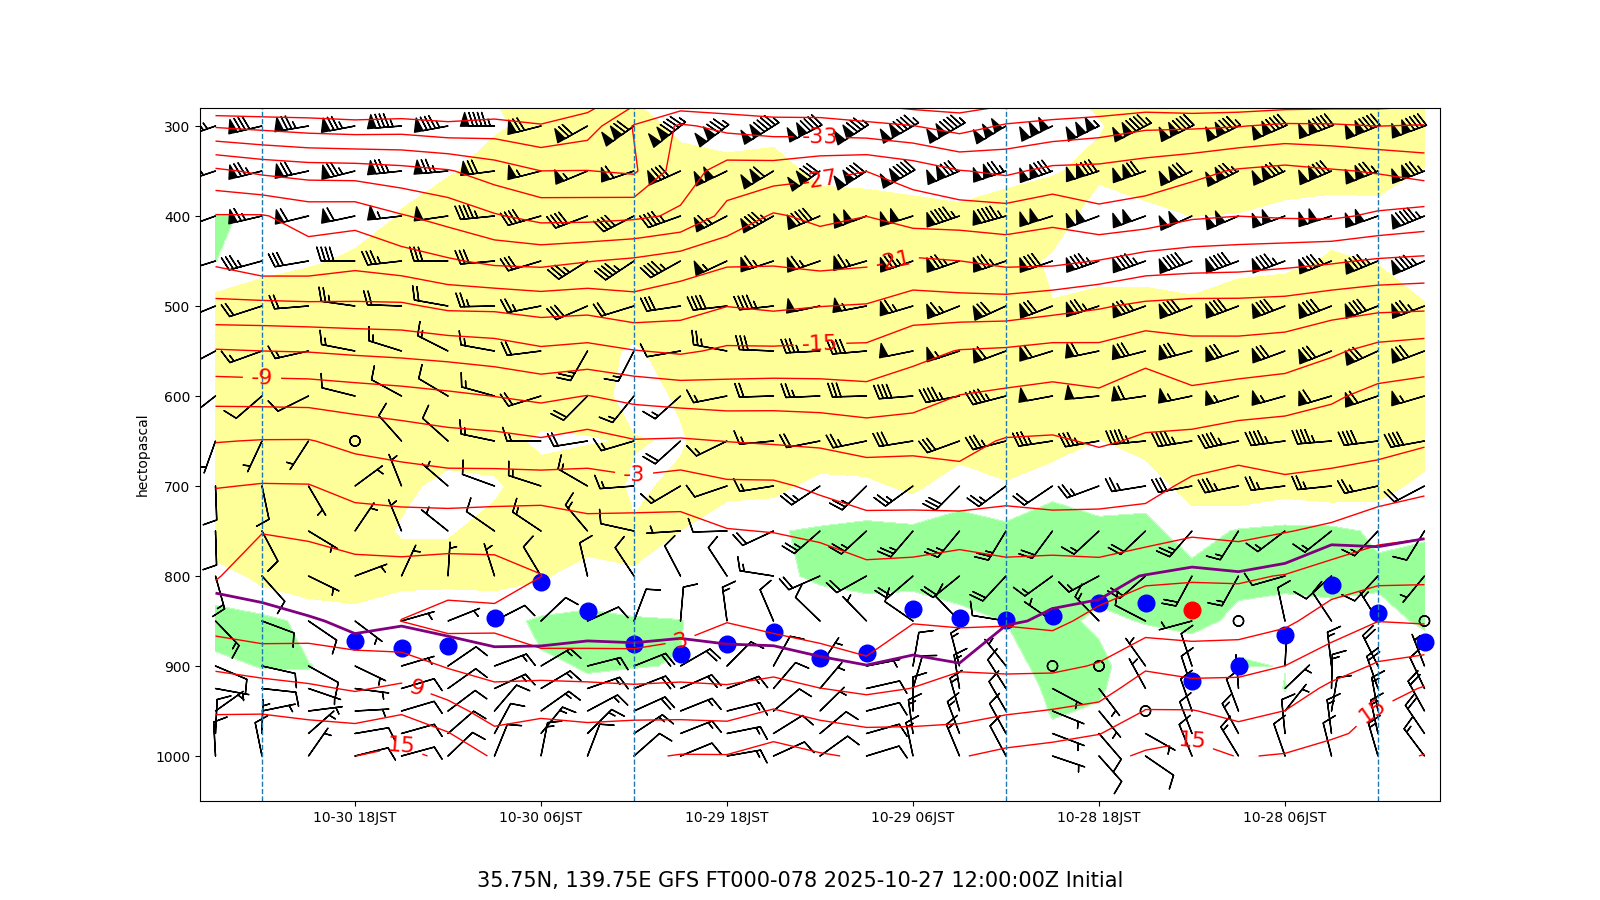 hectopascal
300
400
500
600
700
800
900
1000
-33
-27
-21
-15
-9
-3
3
9
15
15
15
10-30 18JST
10-30 06JST
10-29 18JST
10-29 06JST
10-28 18JST
10-28 06JST
35.75N, 139.75E GFS FT000-078 2025-10-27 12:00:00Z Initial